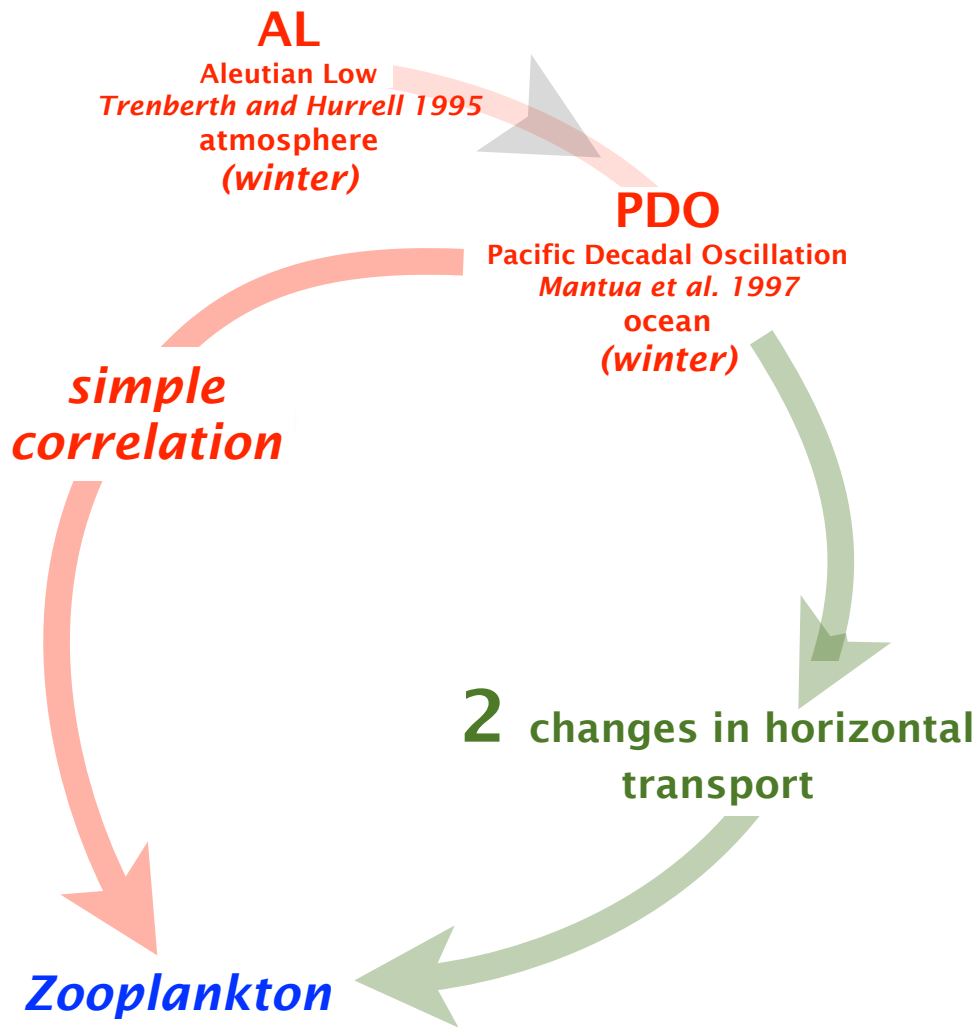 AL
Aleutian Low
Trenberth and Hurrell 1995
atmosphere
(winter)
PDO
Pacific Decadal Oscillation
Mantua et al. 1997
ocean
(winter)
simple
correlation
2 changes in horizontal
transport
Zooplankton